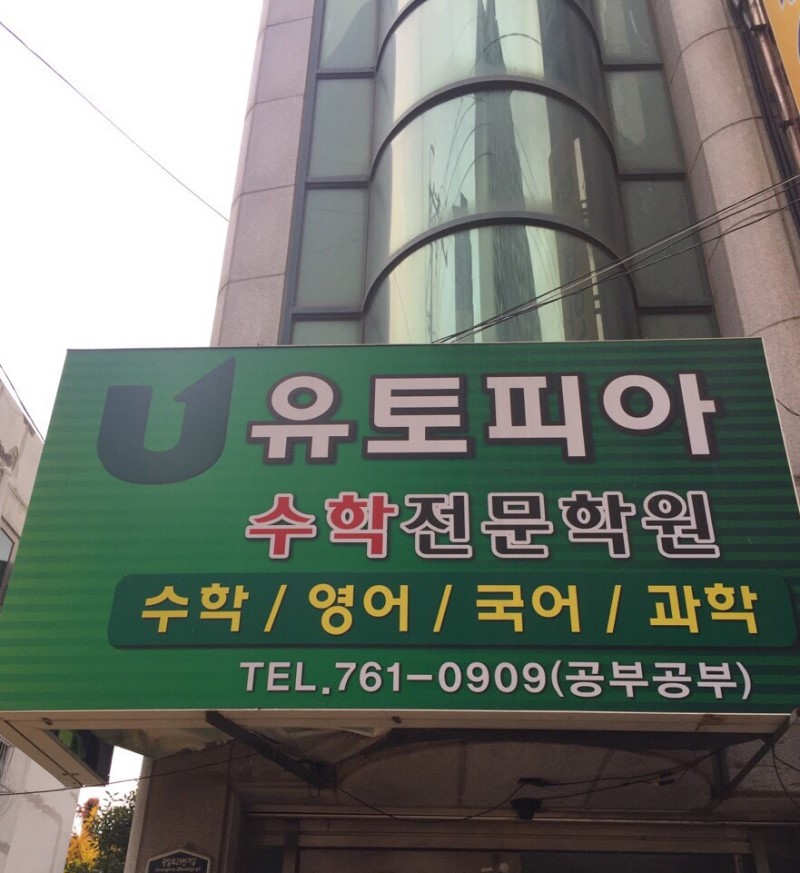 U 유토피아
수학전문학원
수학 / 영어 / 국어 / 과학
TEL.761-0909(공부공부)